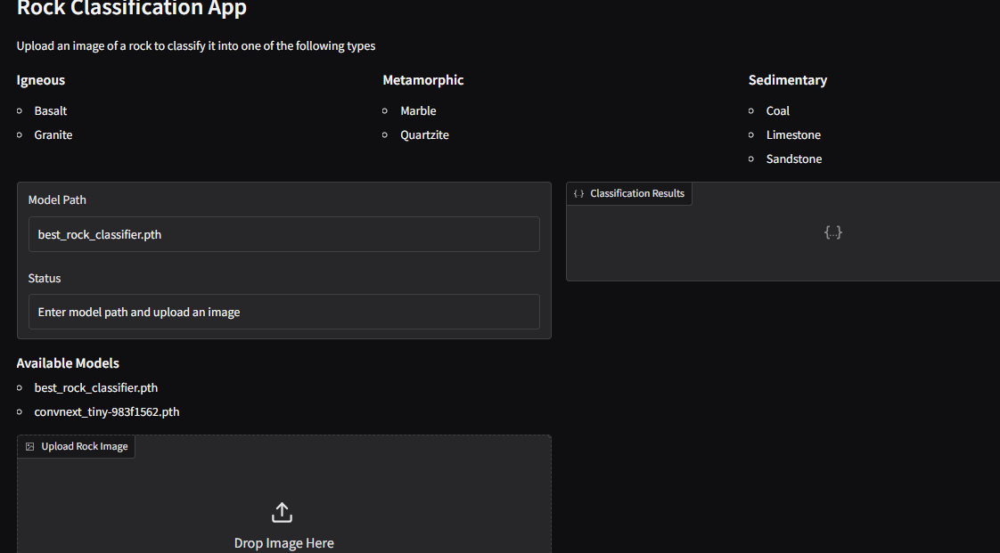 Rock Classification App
Upload an image of a rock to classify it into one of the following types
Igneous
Basalt
Granite
Metamorphic
Marble
Quartzite
Sedimentary
Coal
Limestone
Sandstone
Model Path
best_rock_classifier.pth
Status
Enter model path and upload an image
Available Models
best_rock_classifier.pth
convnext_tiny-983f1562.pth
Upload Rock Image
Drop Image Here
{..} Classification Results
{...}